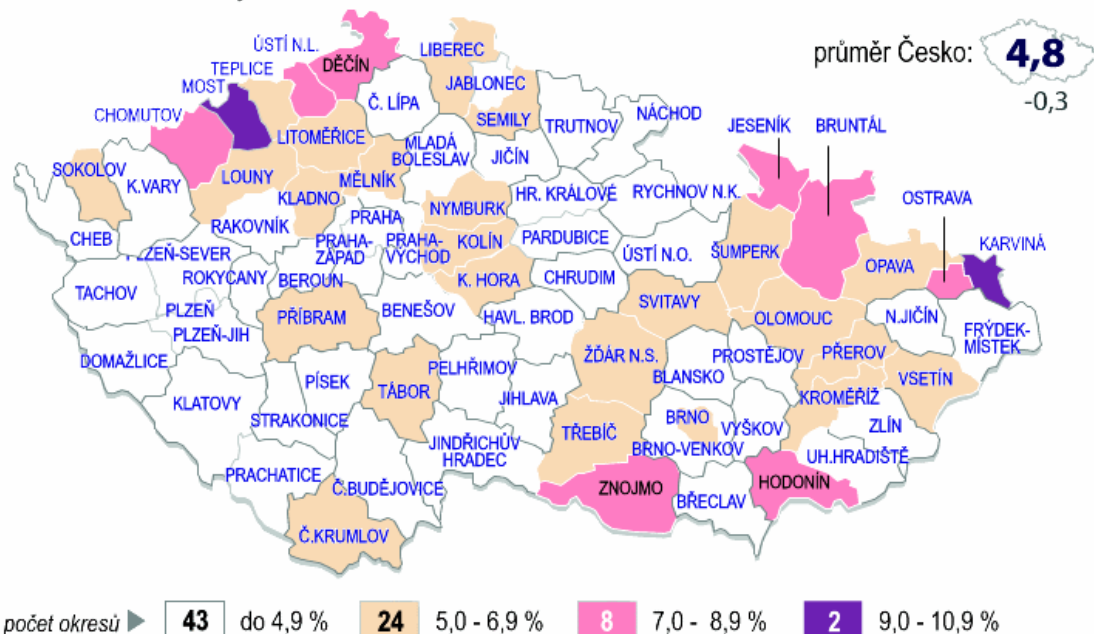 ÚSTÍ N.L.
LIBEREC
DĚČÍN
průměr Česko: 4,8
-0,3
TEPLICE
JABLONEC
MOST
Č. LÍPA
CHOMUTOV
SEMILY
TRUTNOV
NÁCHOD
JESENÍK
BRUNTÁL
LITOMĚŘICE
MLADÁ
BOLESLAV
JIČÍN
SOKOLOV
K.VARY
LOUNY
MĚLNÍK
KLADNO
HR. KRÁLOVÉ
RYCHNOV N.K.
OSTRAVA
NYMBURK
RAKOVNÍK
PRAHA
CHEB
PRAHA-
ZÁPAD
PRAHA-
VÝCHOD
KOLÍN
PARDUBICE
KARVINÁ
PLZEŇ-SEVER
ÚSTÍ N.O.
ŠUMPERK
OPAVA
ROKYCANY
BEROUN
K. HORA
CHRUDIM
TACHOV
PLZEŇ
PŘÍBRAM
BENEŠOV
HAVL. BROD
SVITAVY
OLOMOUC
N.JIČÍN
FRÝDEK-
MÍSTEK
PLZEŇ-JIH
DOMAŽLICE
ŽĎÁR N.S.
PROSTĚJOV
PŘEROV
PELHŘIMOV
PÍSEK
TÁBOR
BLANSKO
VSETÍN
KLATOVY
JIHLAVA
KROMĚŘÍŽ
STRAKONICE
BRNO
VYŠKOV
ZLÍN
TŘEBÍČ
JINDŘICHŮV
HRADEC
BRNO-VENKOV
UH.HRADIŠTĚ
PRACHATICE
Č.BUDĚJOVICE
ZNOJMO
HODONÍN
BŘECLAV
Č.KRUMLOV
počet okresů 43 do 4,9 % 24 5,0 - 6,9 % 8 7,0 - 8,9 % 2 9,0 - 10,9 %